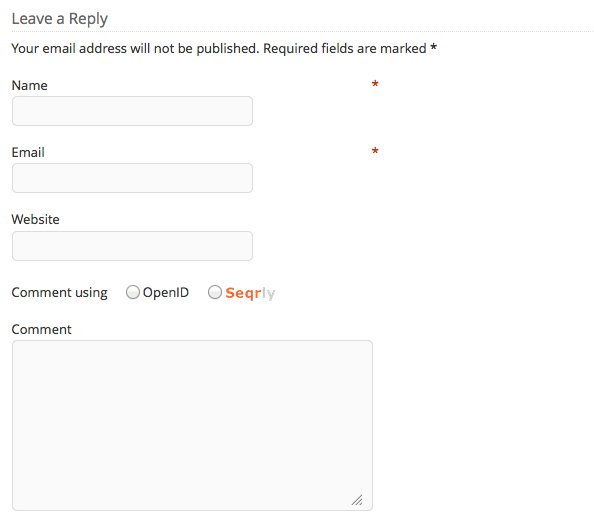 Leave a Reply
Your email address will not be published. Required fields are marked *
Name *
Email *
Website
Comment using OpenID Seqrly
Comment